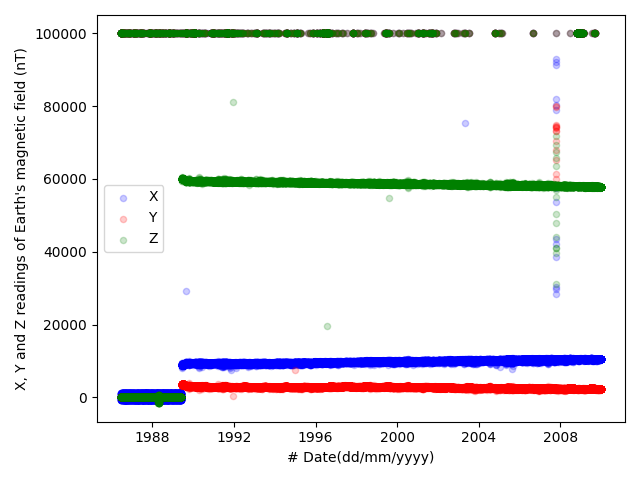 100000
80000
60000
40000
20000
0
X, Y and Z readings of Earth's magnetic field (nT)
X
Y
Z
1988 1992 1996 2000 2004 2008
# Date(dd/mm/yyyy)